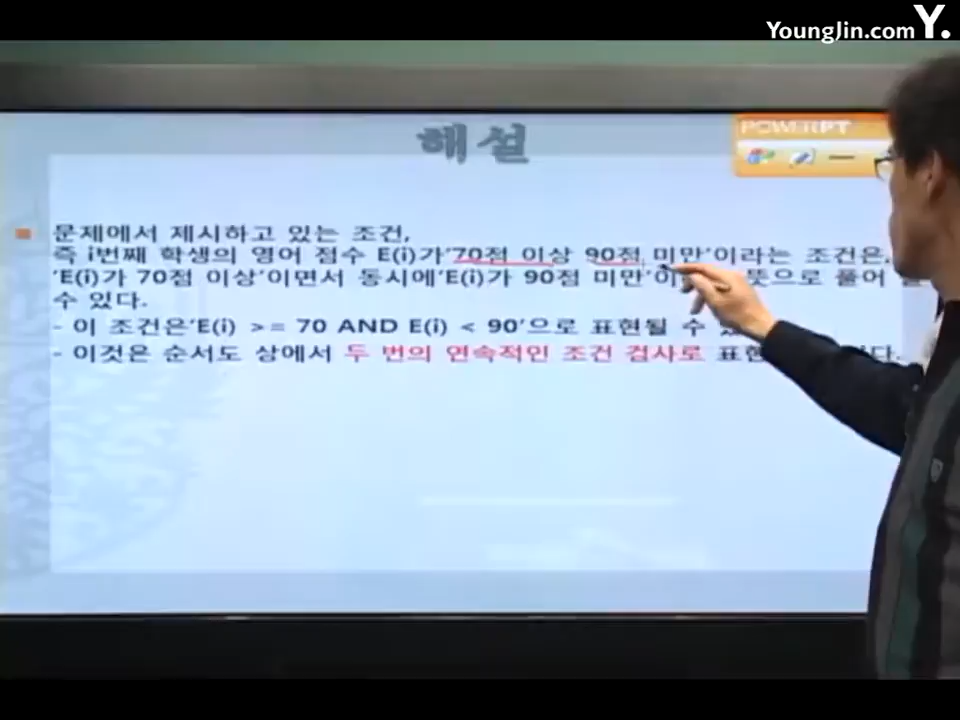 YoungJin.com Y.
해설
POWERPT
문제에서 제시하고 있는 조건,
즉 i번째 학생의 영어 점수 E(i)가'70점 이상 90점 미만'이라는 조건은,
'E(i)가 70점 이상'이면서 동시에'E(i)가 90점 미만'이 뜻으로 풀어
수 있다.
- 이 조건은'E(i) >= 70 AND E(i) < 90'으로 표현될 수
- 이것은 순서도 상에서 두 번의 연속적인 조건 검사로 표현 다.